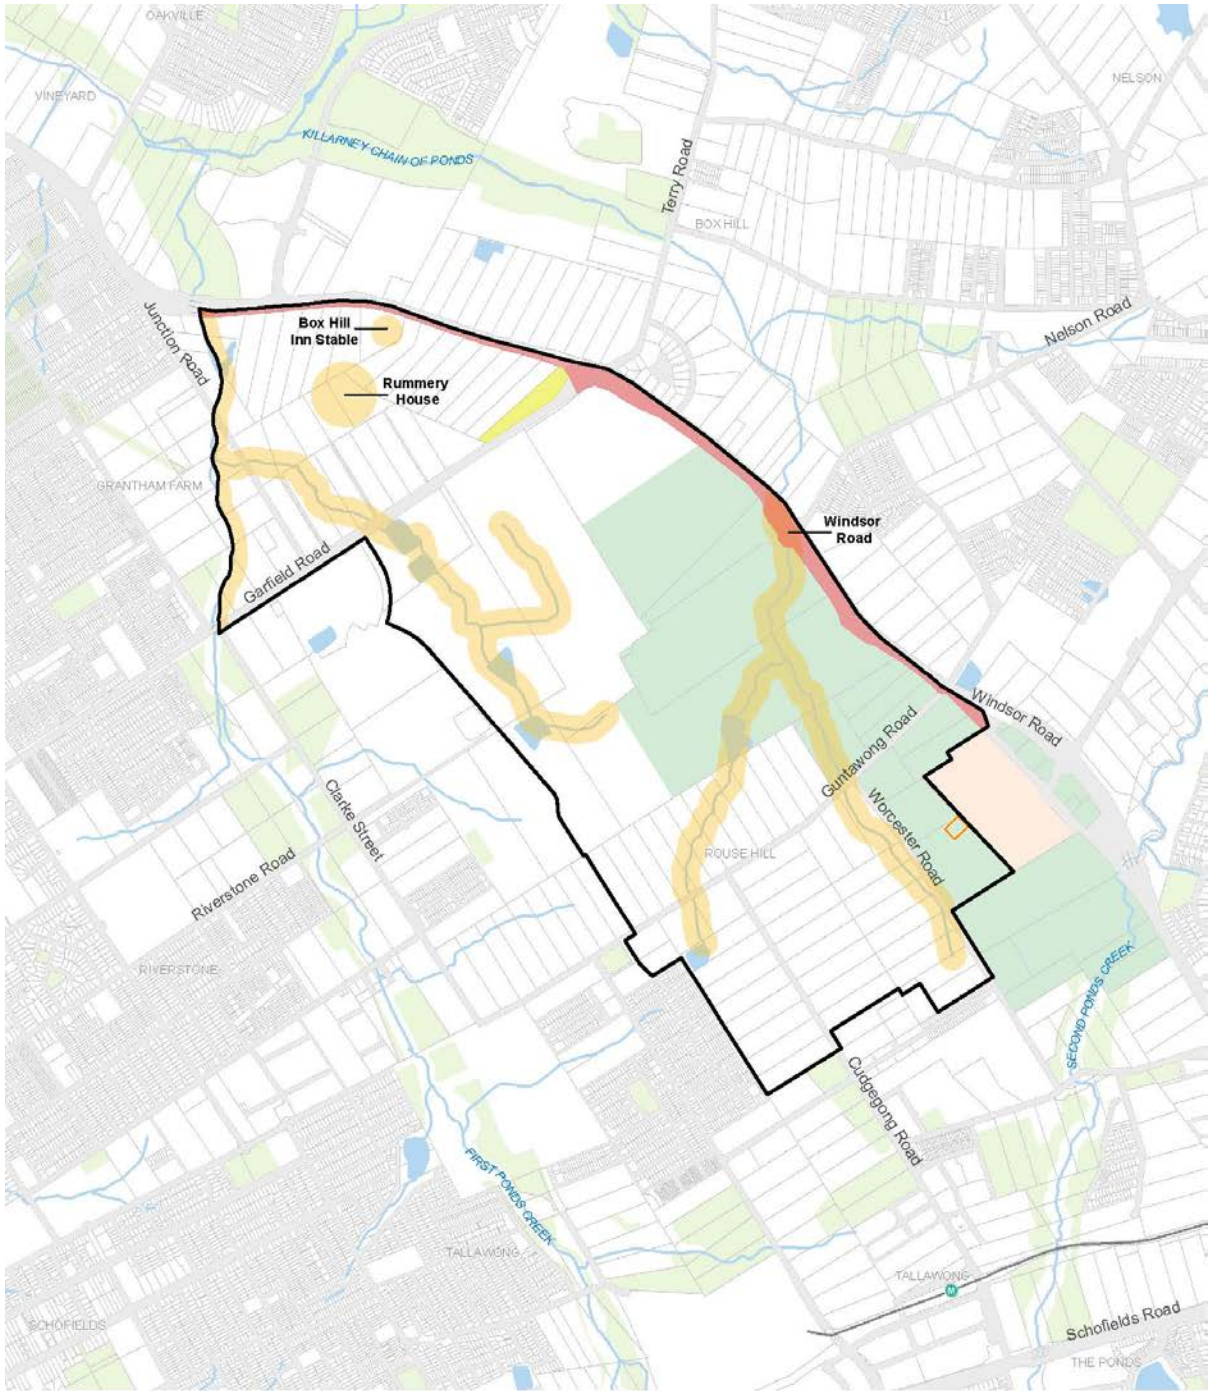 OAKVILLE
VINEYARD
NELSON
KILLARNEY CHAIN OF PONDS
Terry Road
BOX HILL
Junction Road
Box Hill
Inn Stable
Nelson Road
Rummery
House
GRANTHAM FARM
Windsor
Road
Garfield Road
Windsor Road
Guntawong Road
Clarke Street
Worcester Road
ROUSE HILL
Riverstone Road
RIVERSTONE
SECOND PONDS CREEK
Cudgegong Road
FIRST PONDS CREEK
TALLAWONG
TALLAWONG
M
SCHOFIELDS
Schofields Road
THE PONDS